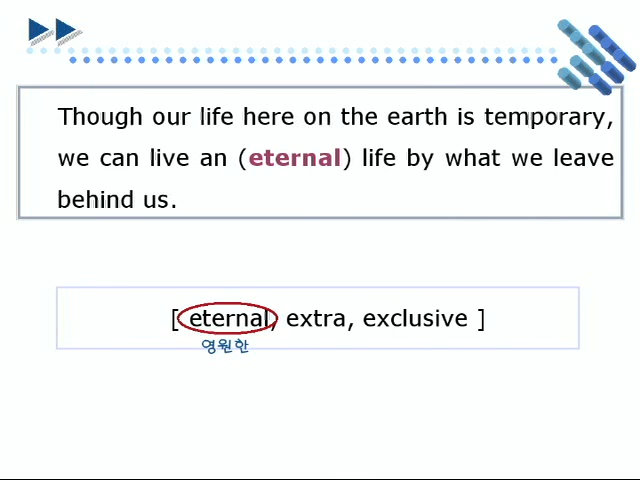 Though our life here on the earth is temporary,
we can live an (eternal) life by what we leave
behind us.
[ eternal, extra, exclusive ]
영원한